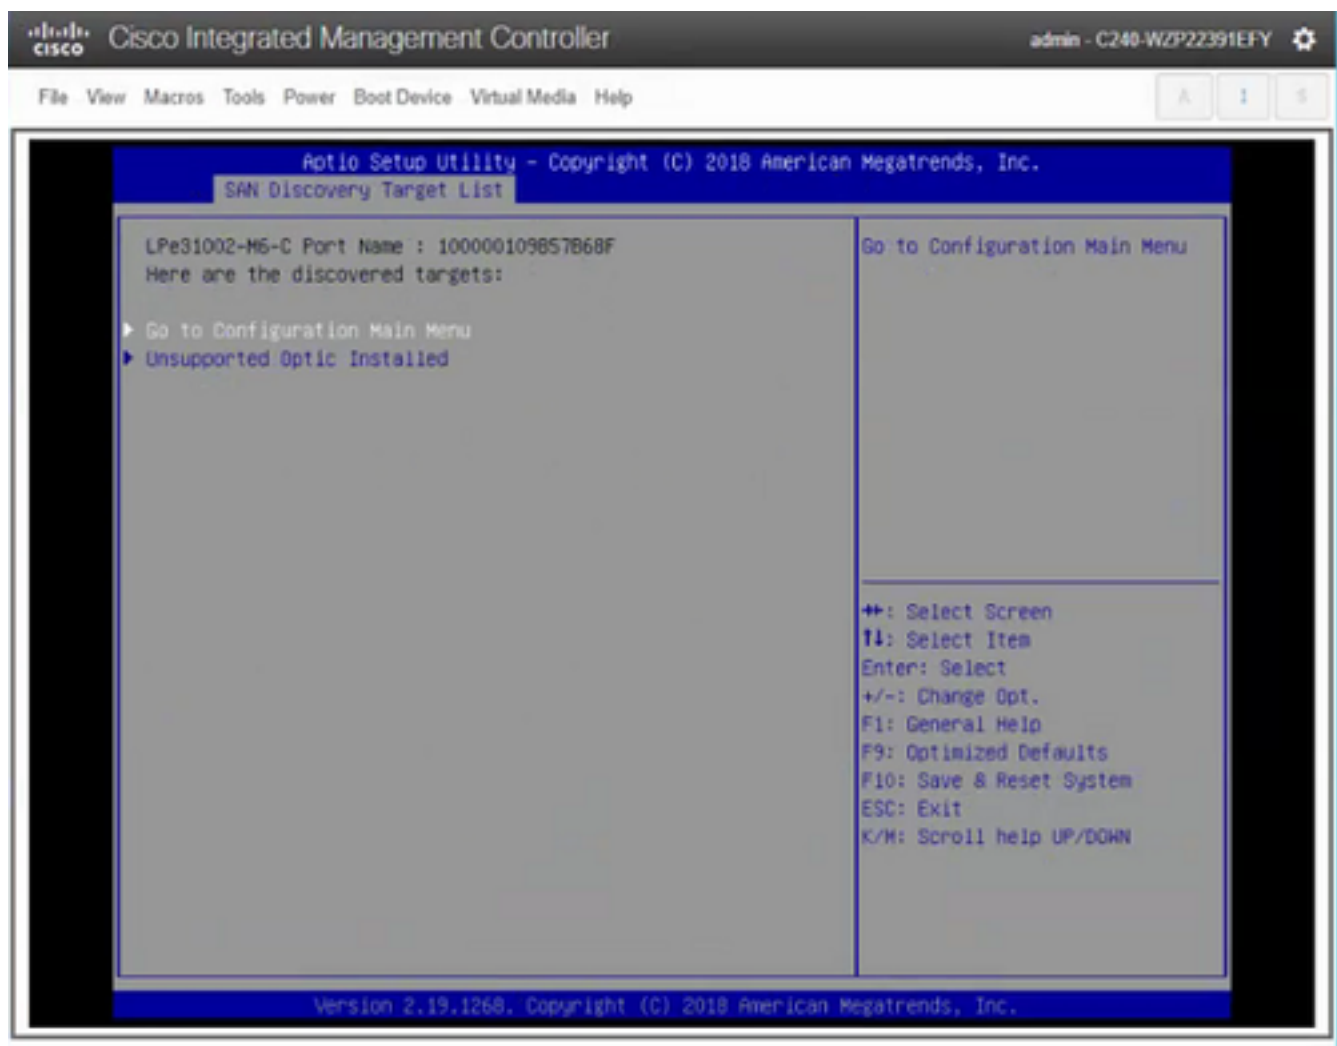 cisco Cisco Integrated Management Controller admin - C240-WZP22391EFY
File View Macros Tools Power Boot Device Virtual Media Help A 1 S
Aptio Setup Utility - Copyright (C) 2018 American Megatrends, Inc.
SAN Discovery Target List
LPe31002-M6-C Port Name : 100000109B57B68F
Here are the discovered targets:
Go to Configuration Main Menu
Unsupported Optic Installed
Go to Configuration Main Menu
: Select Screen
↑↓: Select Item
Enter: Select
+/-: Change Opt.
F1: General Help
F9: Optimized Defaults
F10: Save & Reset System
ESC: Exit
K/M: Scroll help UP/DOWN
Version 2.19.1268. Copyright (C) 2018 American Megatrends, Inc.